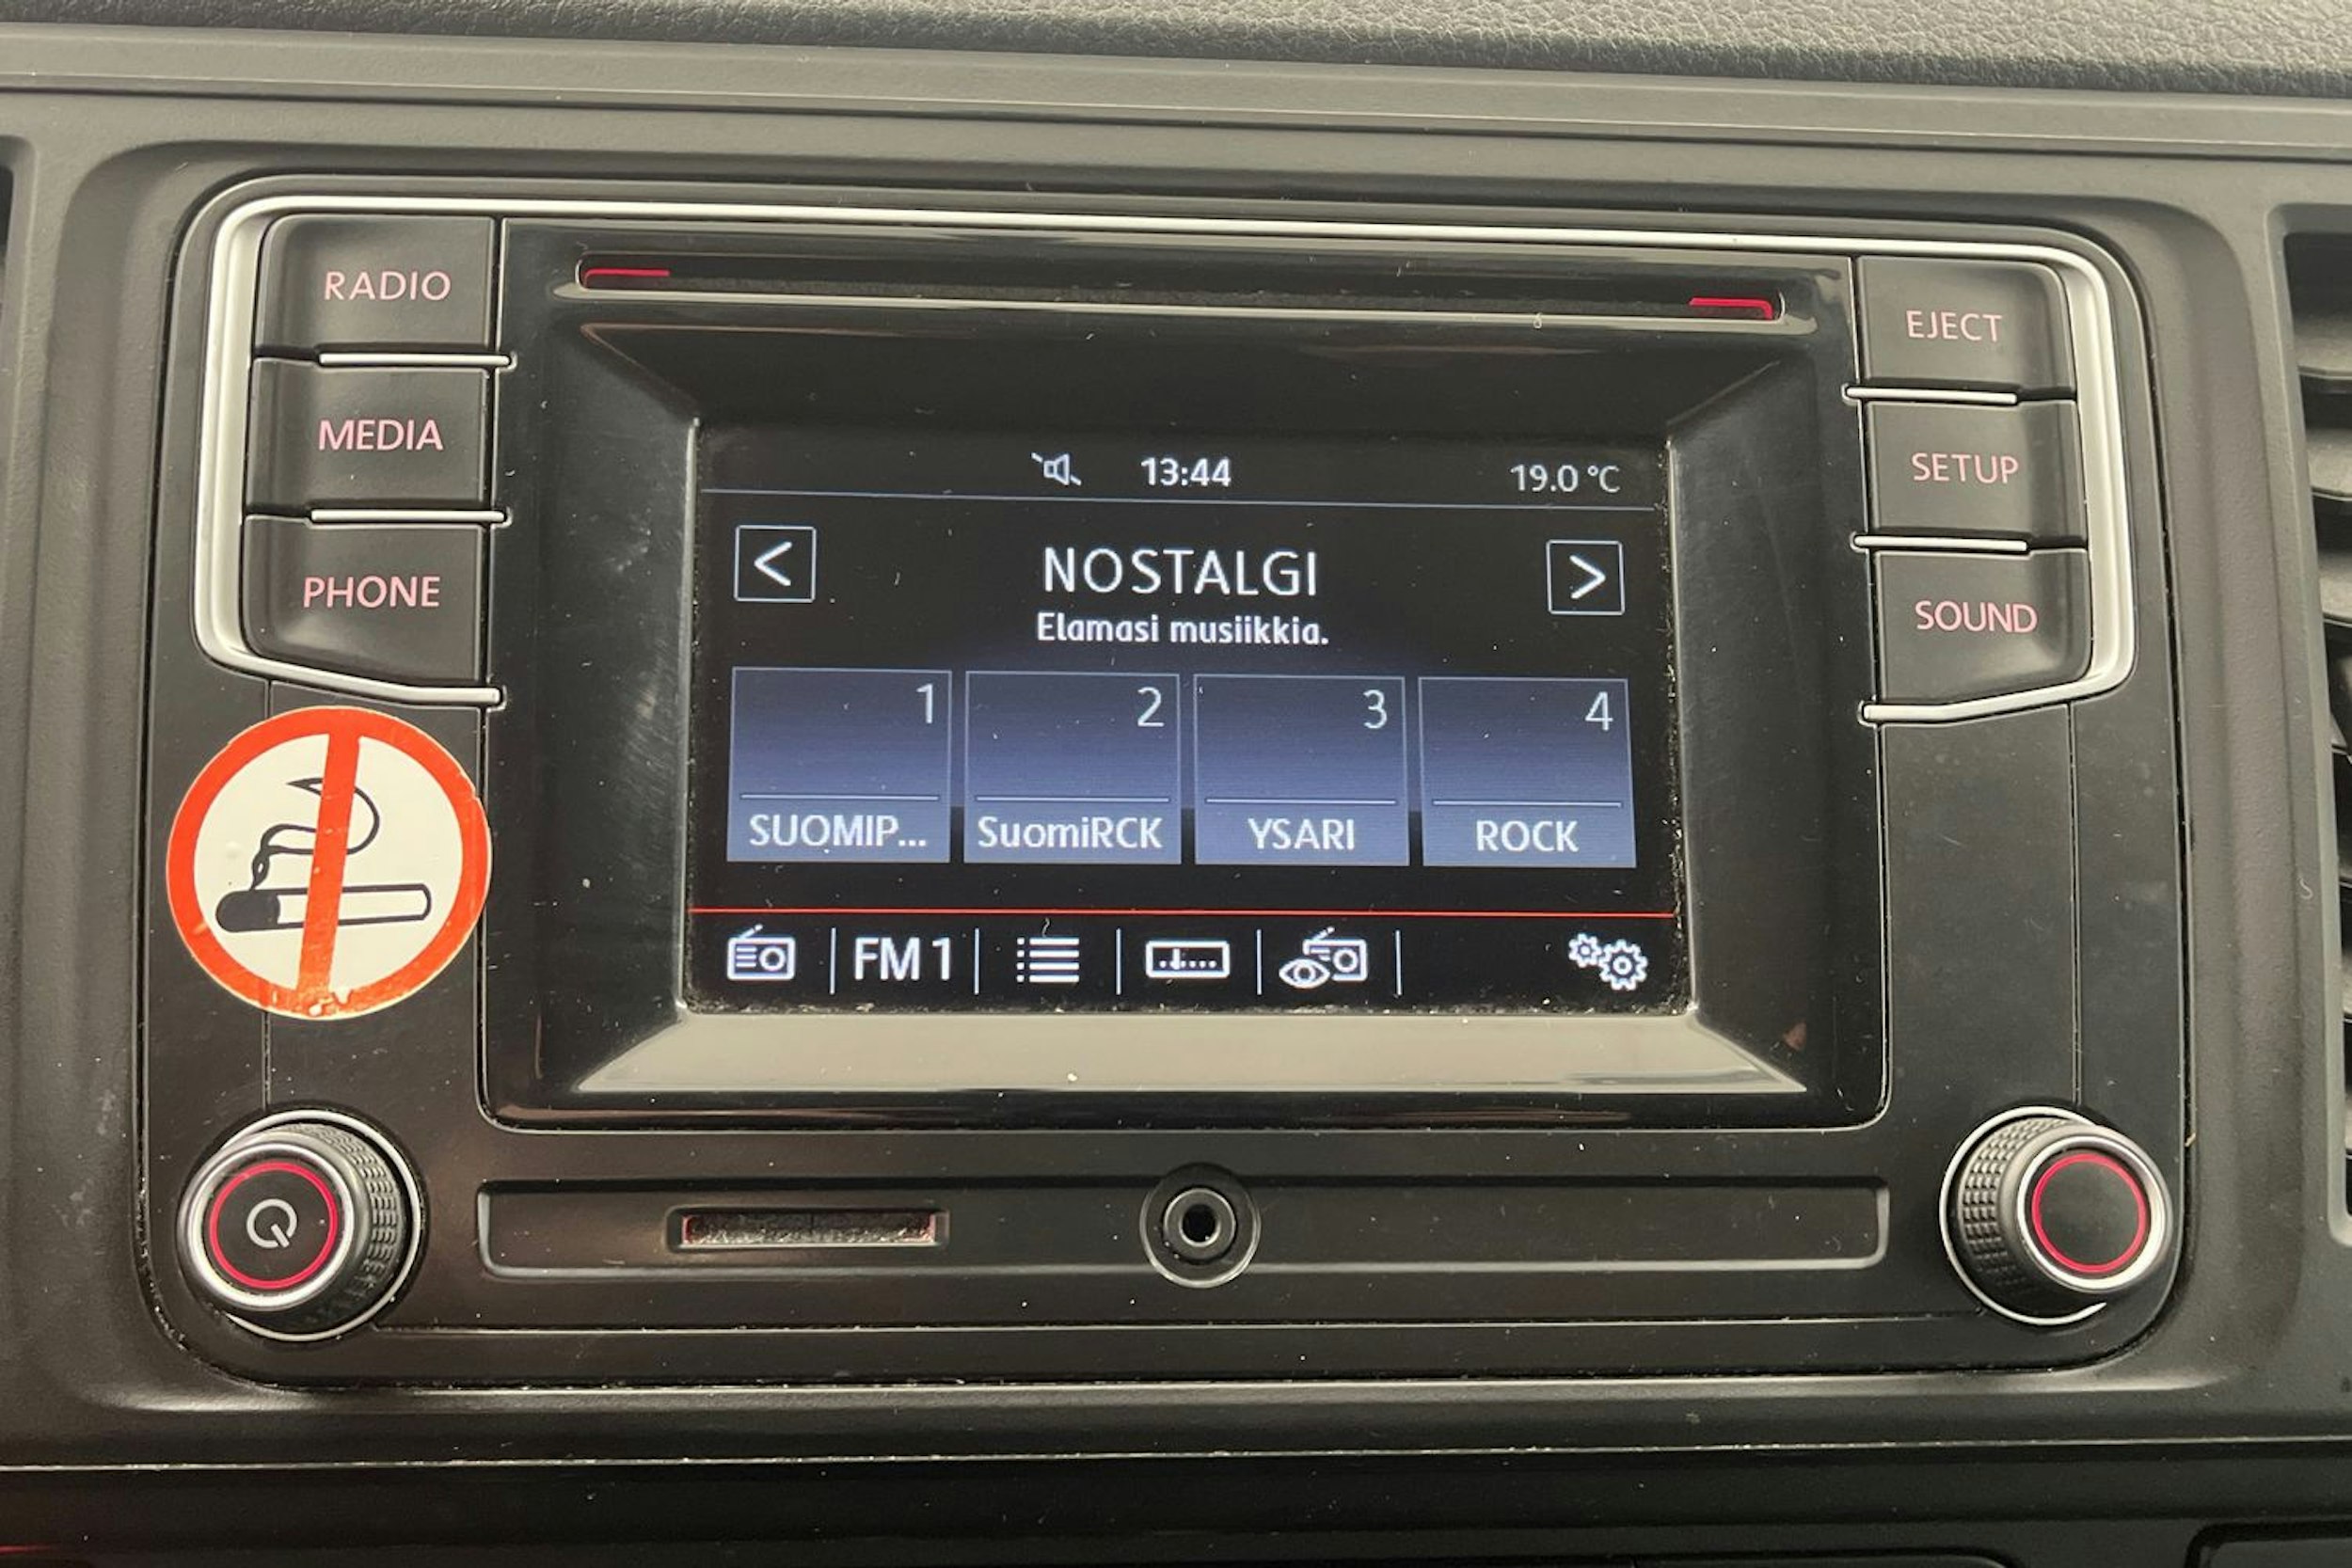 RADIO
MEDIA
PHONE
EJECT
SETUP
SOUND
13:44
19.0 °C
< NOSTALGI >
Elamasi musiikkia.
1 2 3 4
SUOMIP... SuomiRCK YSARI ROCK
FM 1